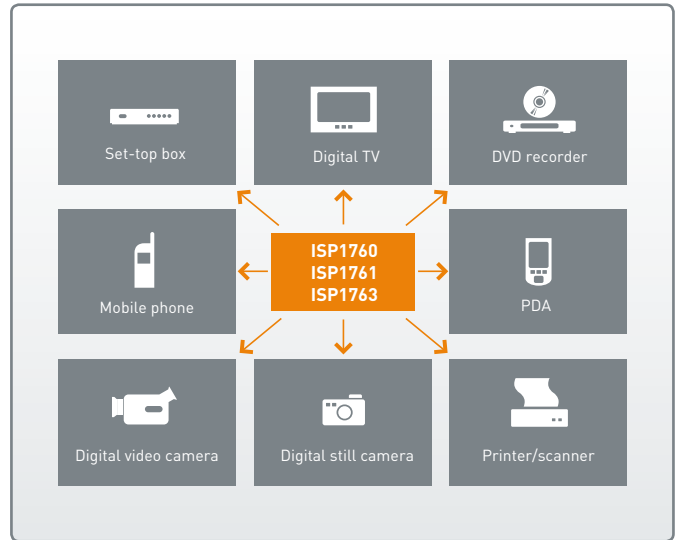 Set-top box
Digital TV
DVD recorder
ISP1760
ISP1761
ISP1763
Mobile phone
PDA
Digital video camera
Digital still camera
Printer/scanner